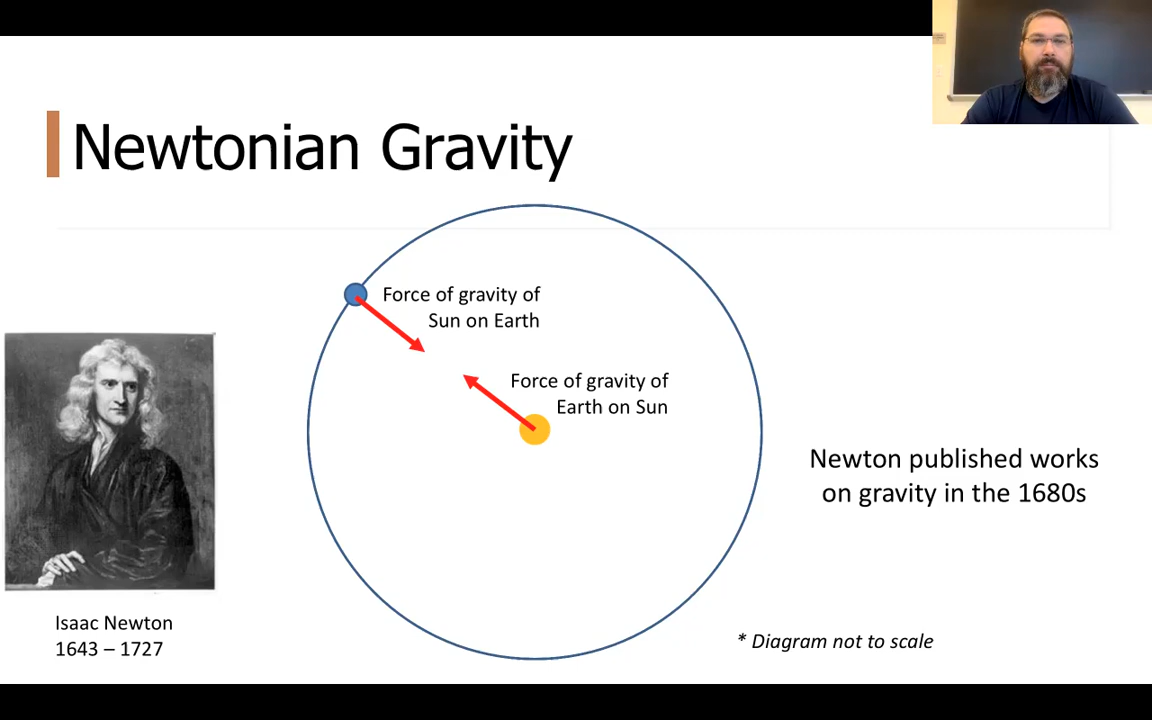 Newtonian Gravity
Force of gravity of
Sun on Earth
Force of gravity of
Earth on Sun
Newton published works
on gravity in the 1680s
Isaac Newton
1643 – 1727
* Diagram not to scale